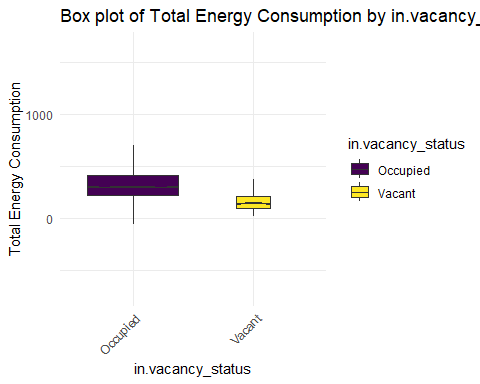 Box plot of Total Energy Consumption by in.vacancy_
Total Energy Consumption
1000
0
Occupied
Vacant
in.vacancy_status
in.vacancy_status
Occupied
Vacant